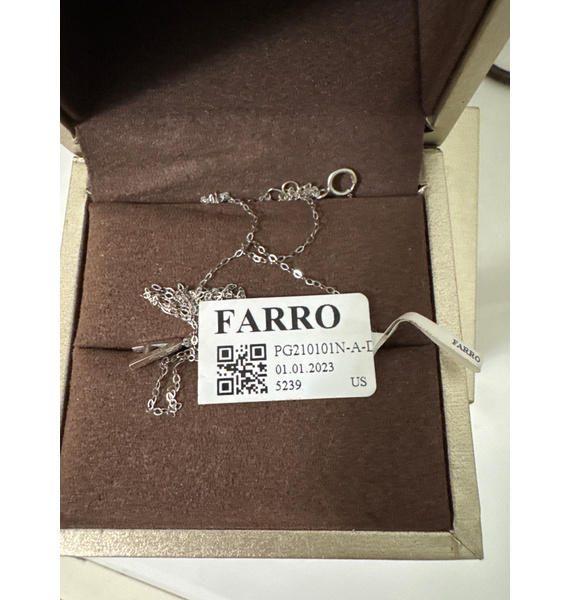 FARRO
PG210101N-A-D
01.01.2023
5239 US
FARRO